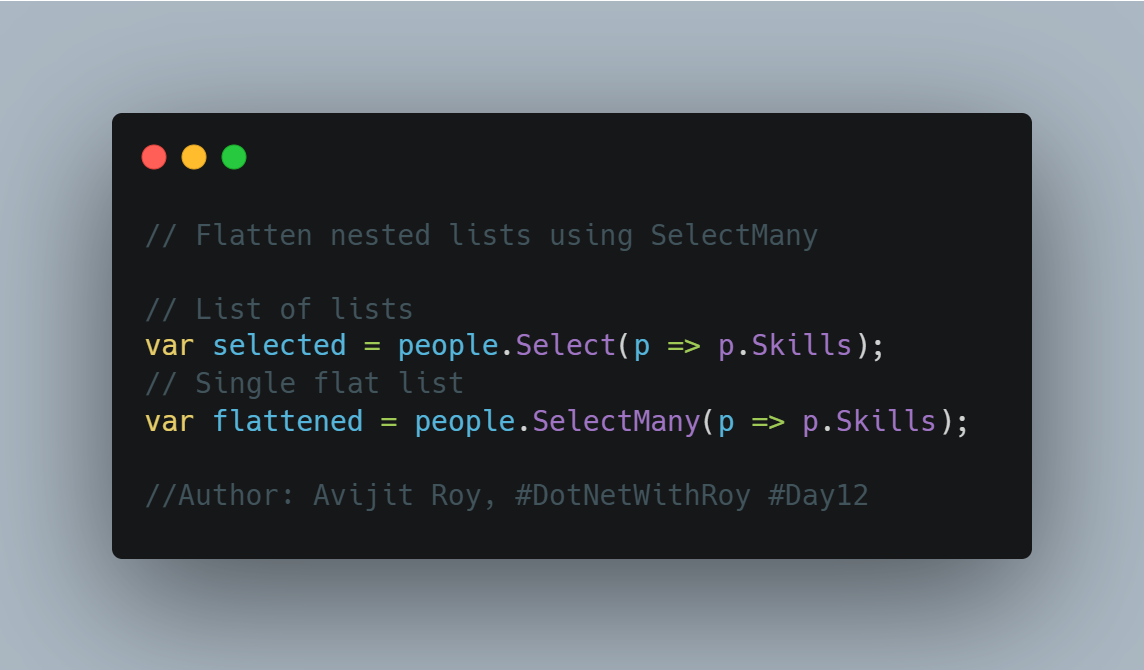 // Flatten nested lists using SelectMany
// List of lists
var selected = people.Select(p => p.Skills);
// Single flat list
var flattened = people.SelectMany(p => p.Skills);
//Author: Avijit Roy, #DotNetWithRoy #Day12